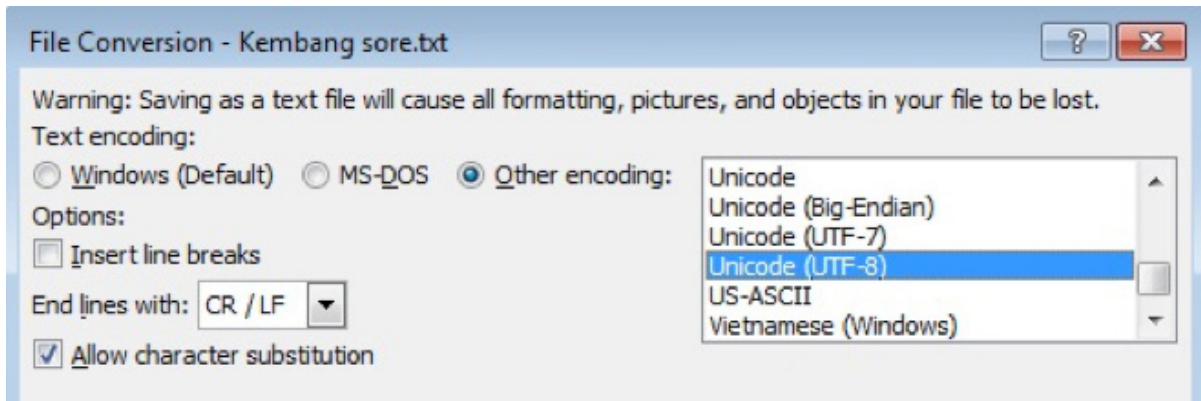 File Conversion - Kembang sore.txt
Warning: Saving as a text file will cause all formatting, pictures, and objects in your file to be lost.
Text encoding:
Windows (Default) MS-DOS Other encoding:
Options:
Insert line breaks
End lines with: CR / LF
Allow character substitution
Unicode
Unicode (Big-Endian)
Unicode (UTF-7)
Unicode (UTF-8)
US-ASCII
Vietnamese (Windows)